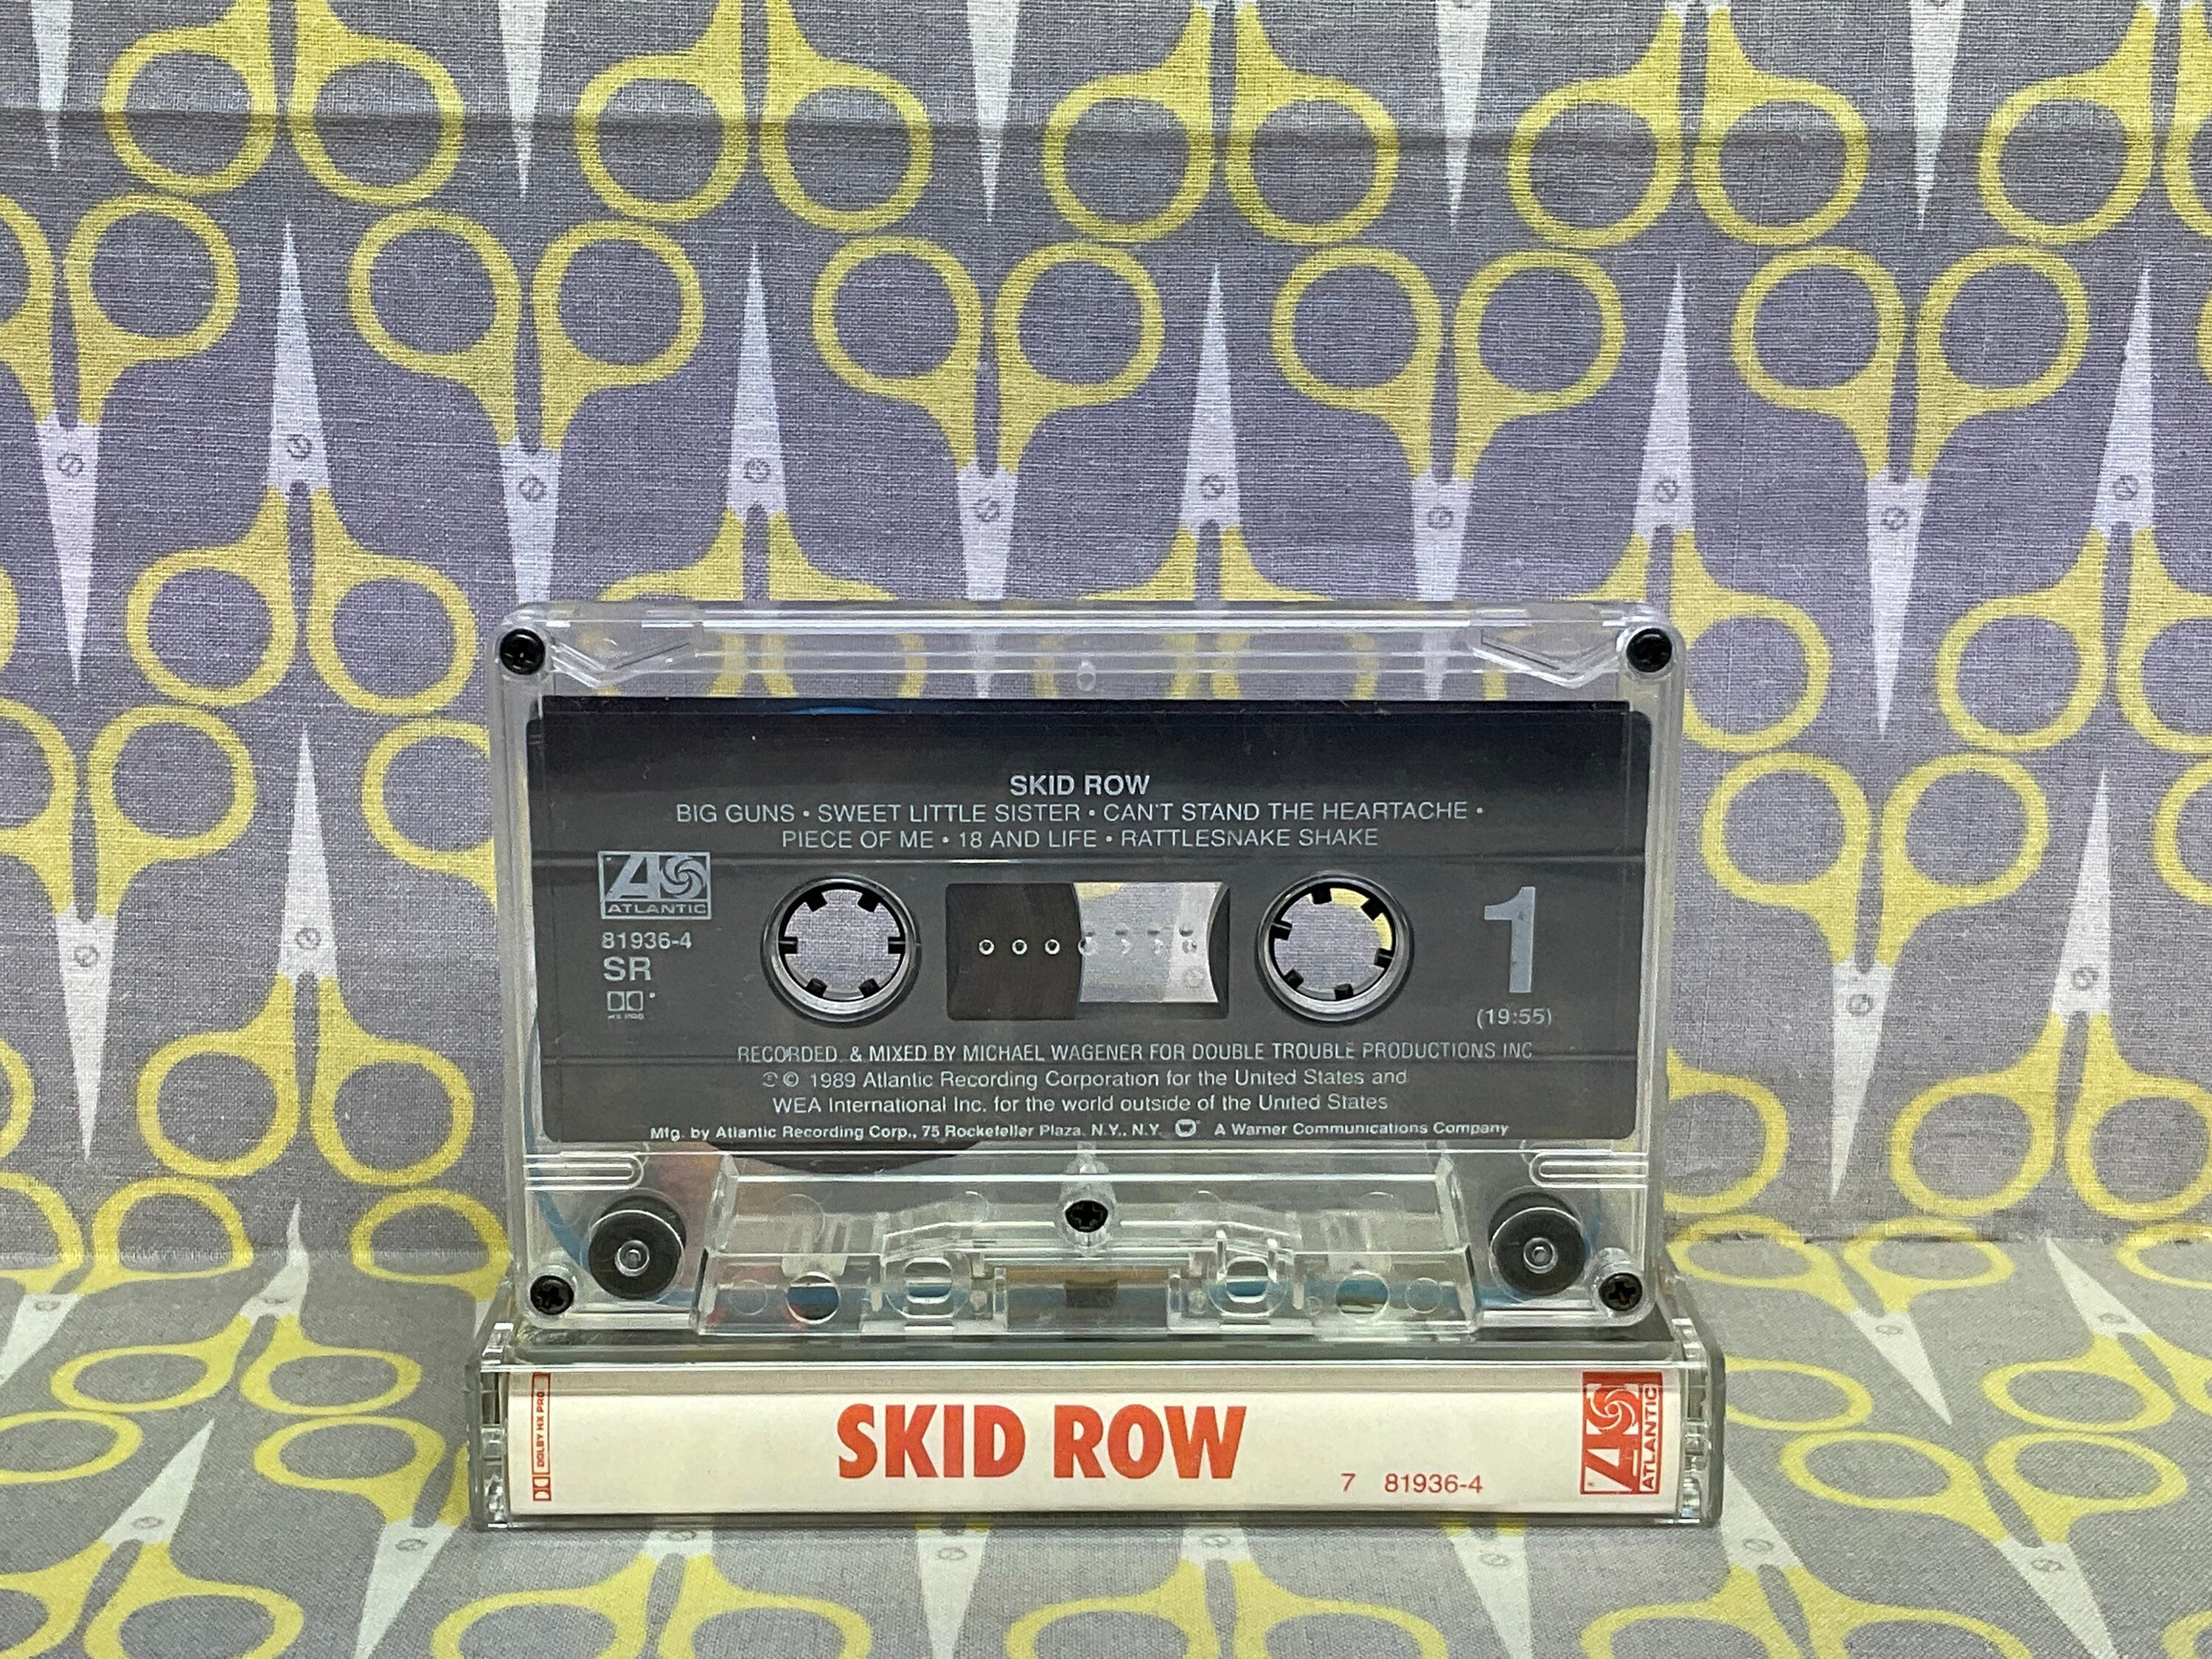 SKID ROW
BIG GUNS • SWEET LITTLE SISTER • CAN'T STAND THE HEARTACHE •
PIECE OF ME • 18 AND LIFE • RATTLESNAKE SHAKE
ATLANTIC
81936-4
SR
HX PRO
1
(19:55)
RECORDED & MIXED BY MICHAEL WAGENER FOR DOUBLE TROUBLE PRODUCTIONS INC
℗ © 1989 Atlantic Recording Corporation for the United States and
WEA International Inc. for the world outside of the United States
Mfg. by Atlantic Recording Corp., 75 Rockefeller Plaza, N.Y., N.Y. A Warner Communications Company
DOLBY HX PRO
SKID ROW
7 81936-4
ATLANTIC